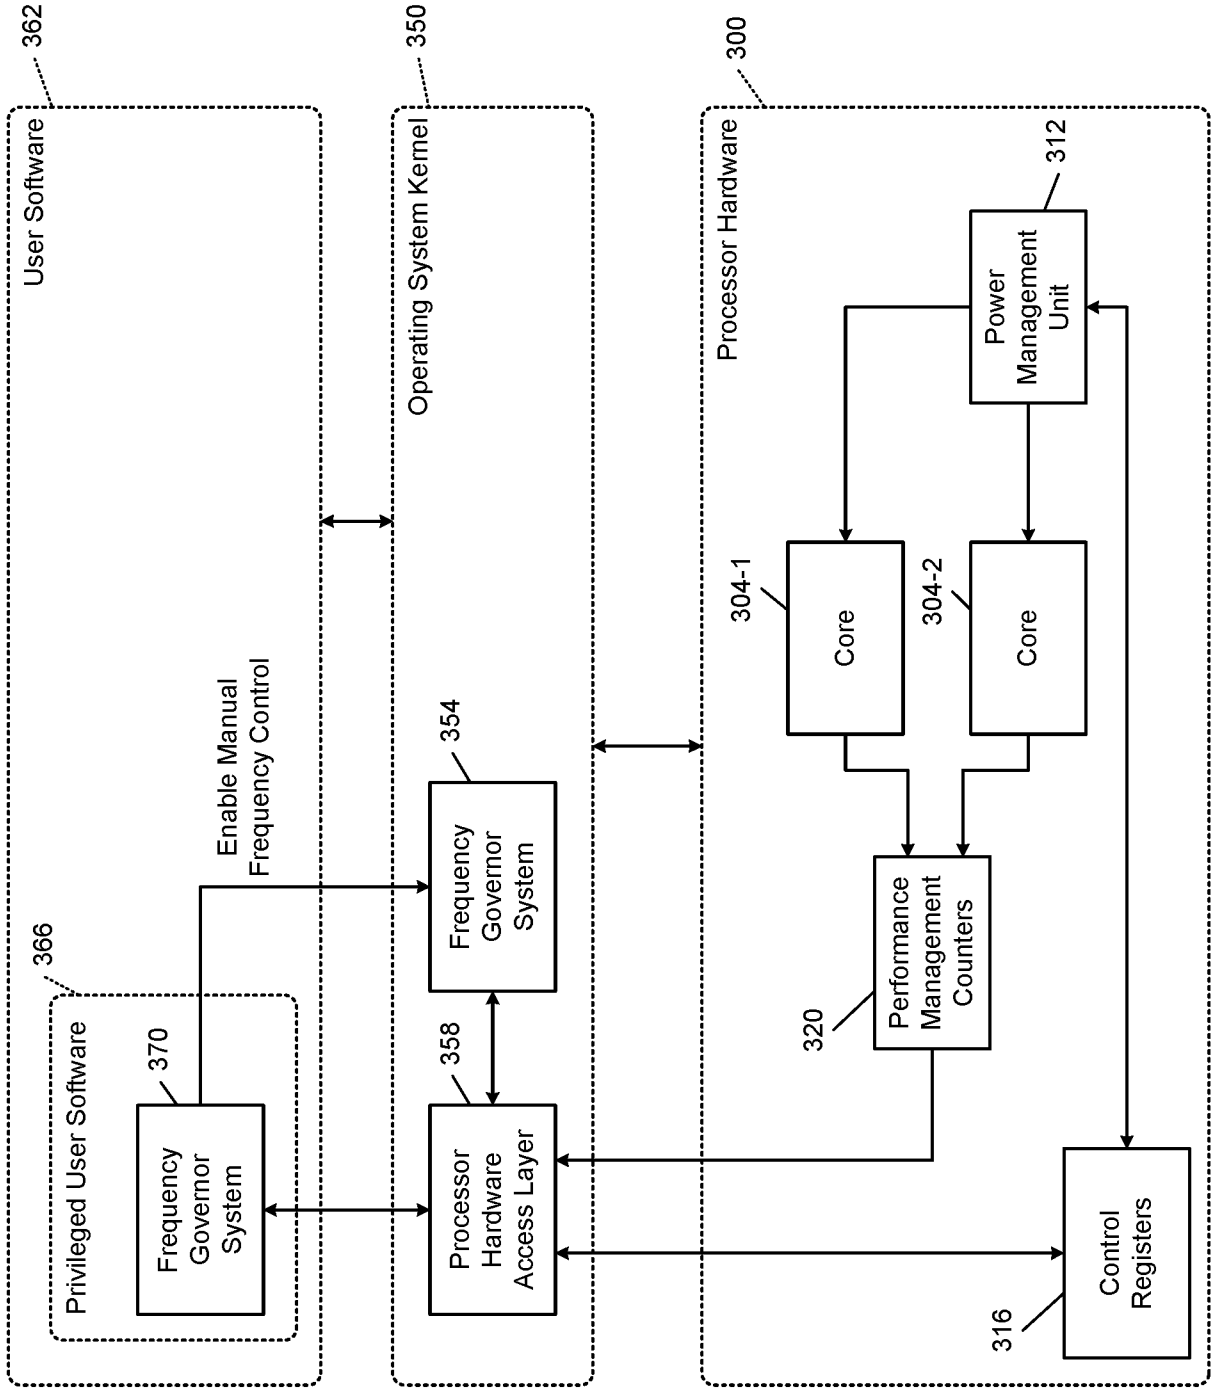 362
User Software
366
Privileged User Software
370
Frequency
Governor
System
Enable Manual
Frequency Control
350
Operating System Kernel
358
Processor
Hardware
Access Layer
354
Frequency
Governor
System
300
Processor Hardware
304-1
Core
304-2
Core
312
Power
Management
Unit
320
Performance
Management
Counters
316
Control
Registers